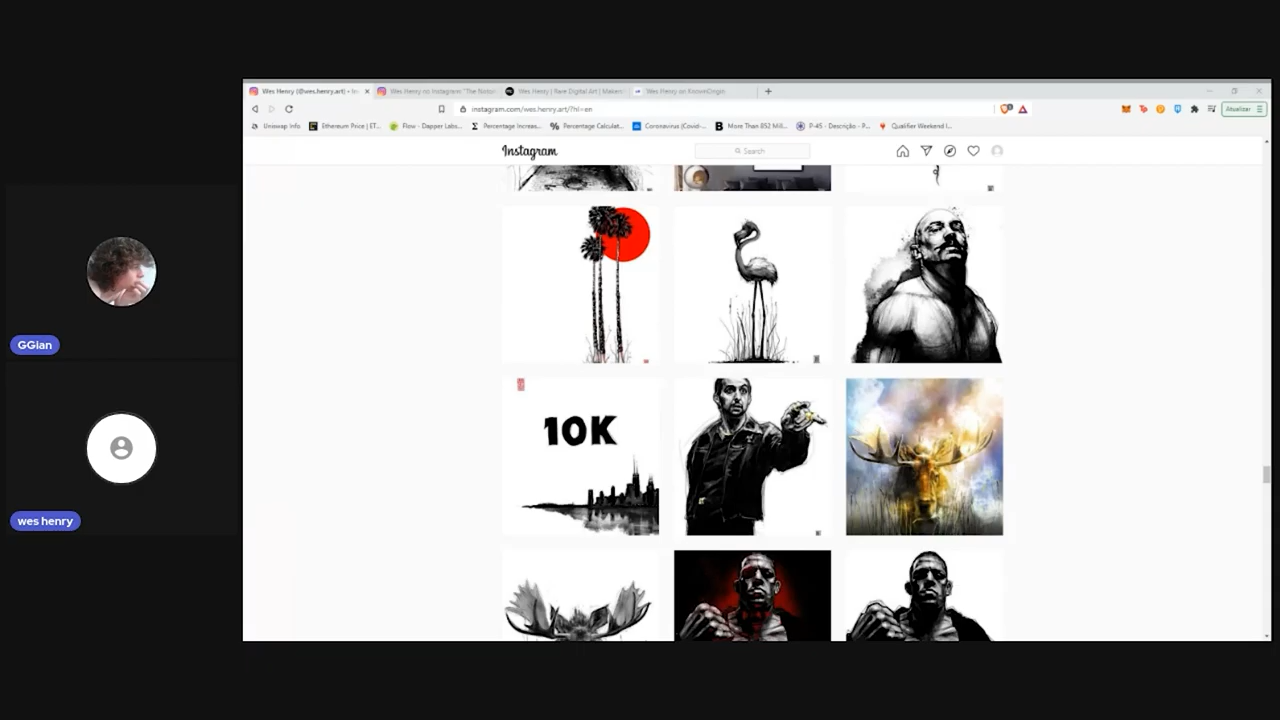 Wes Henry (@wes.henry.art) • In
Wes Henry on Instagram: "The Notor
Wes Henry | Rare Digital Art | Makers
Wes Henry on KnownOrigin
instagram.com/wes.henry.art/?hl=en
Atualizar
Uniswap Info
Ethereum Price | ET...
Flow - Dapper Labs...
Percentage Increas...
Percentage Calculat...
Coronavirus (Covid-...
More Than 852 Mill...
P-45 - Descrição - P...
Qualifier Weekend I...
Instagram
Search
10K
GGian
wes henry